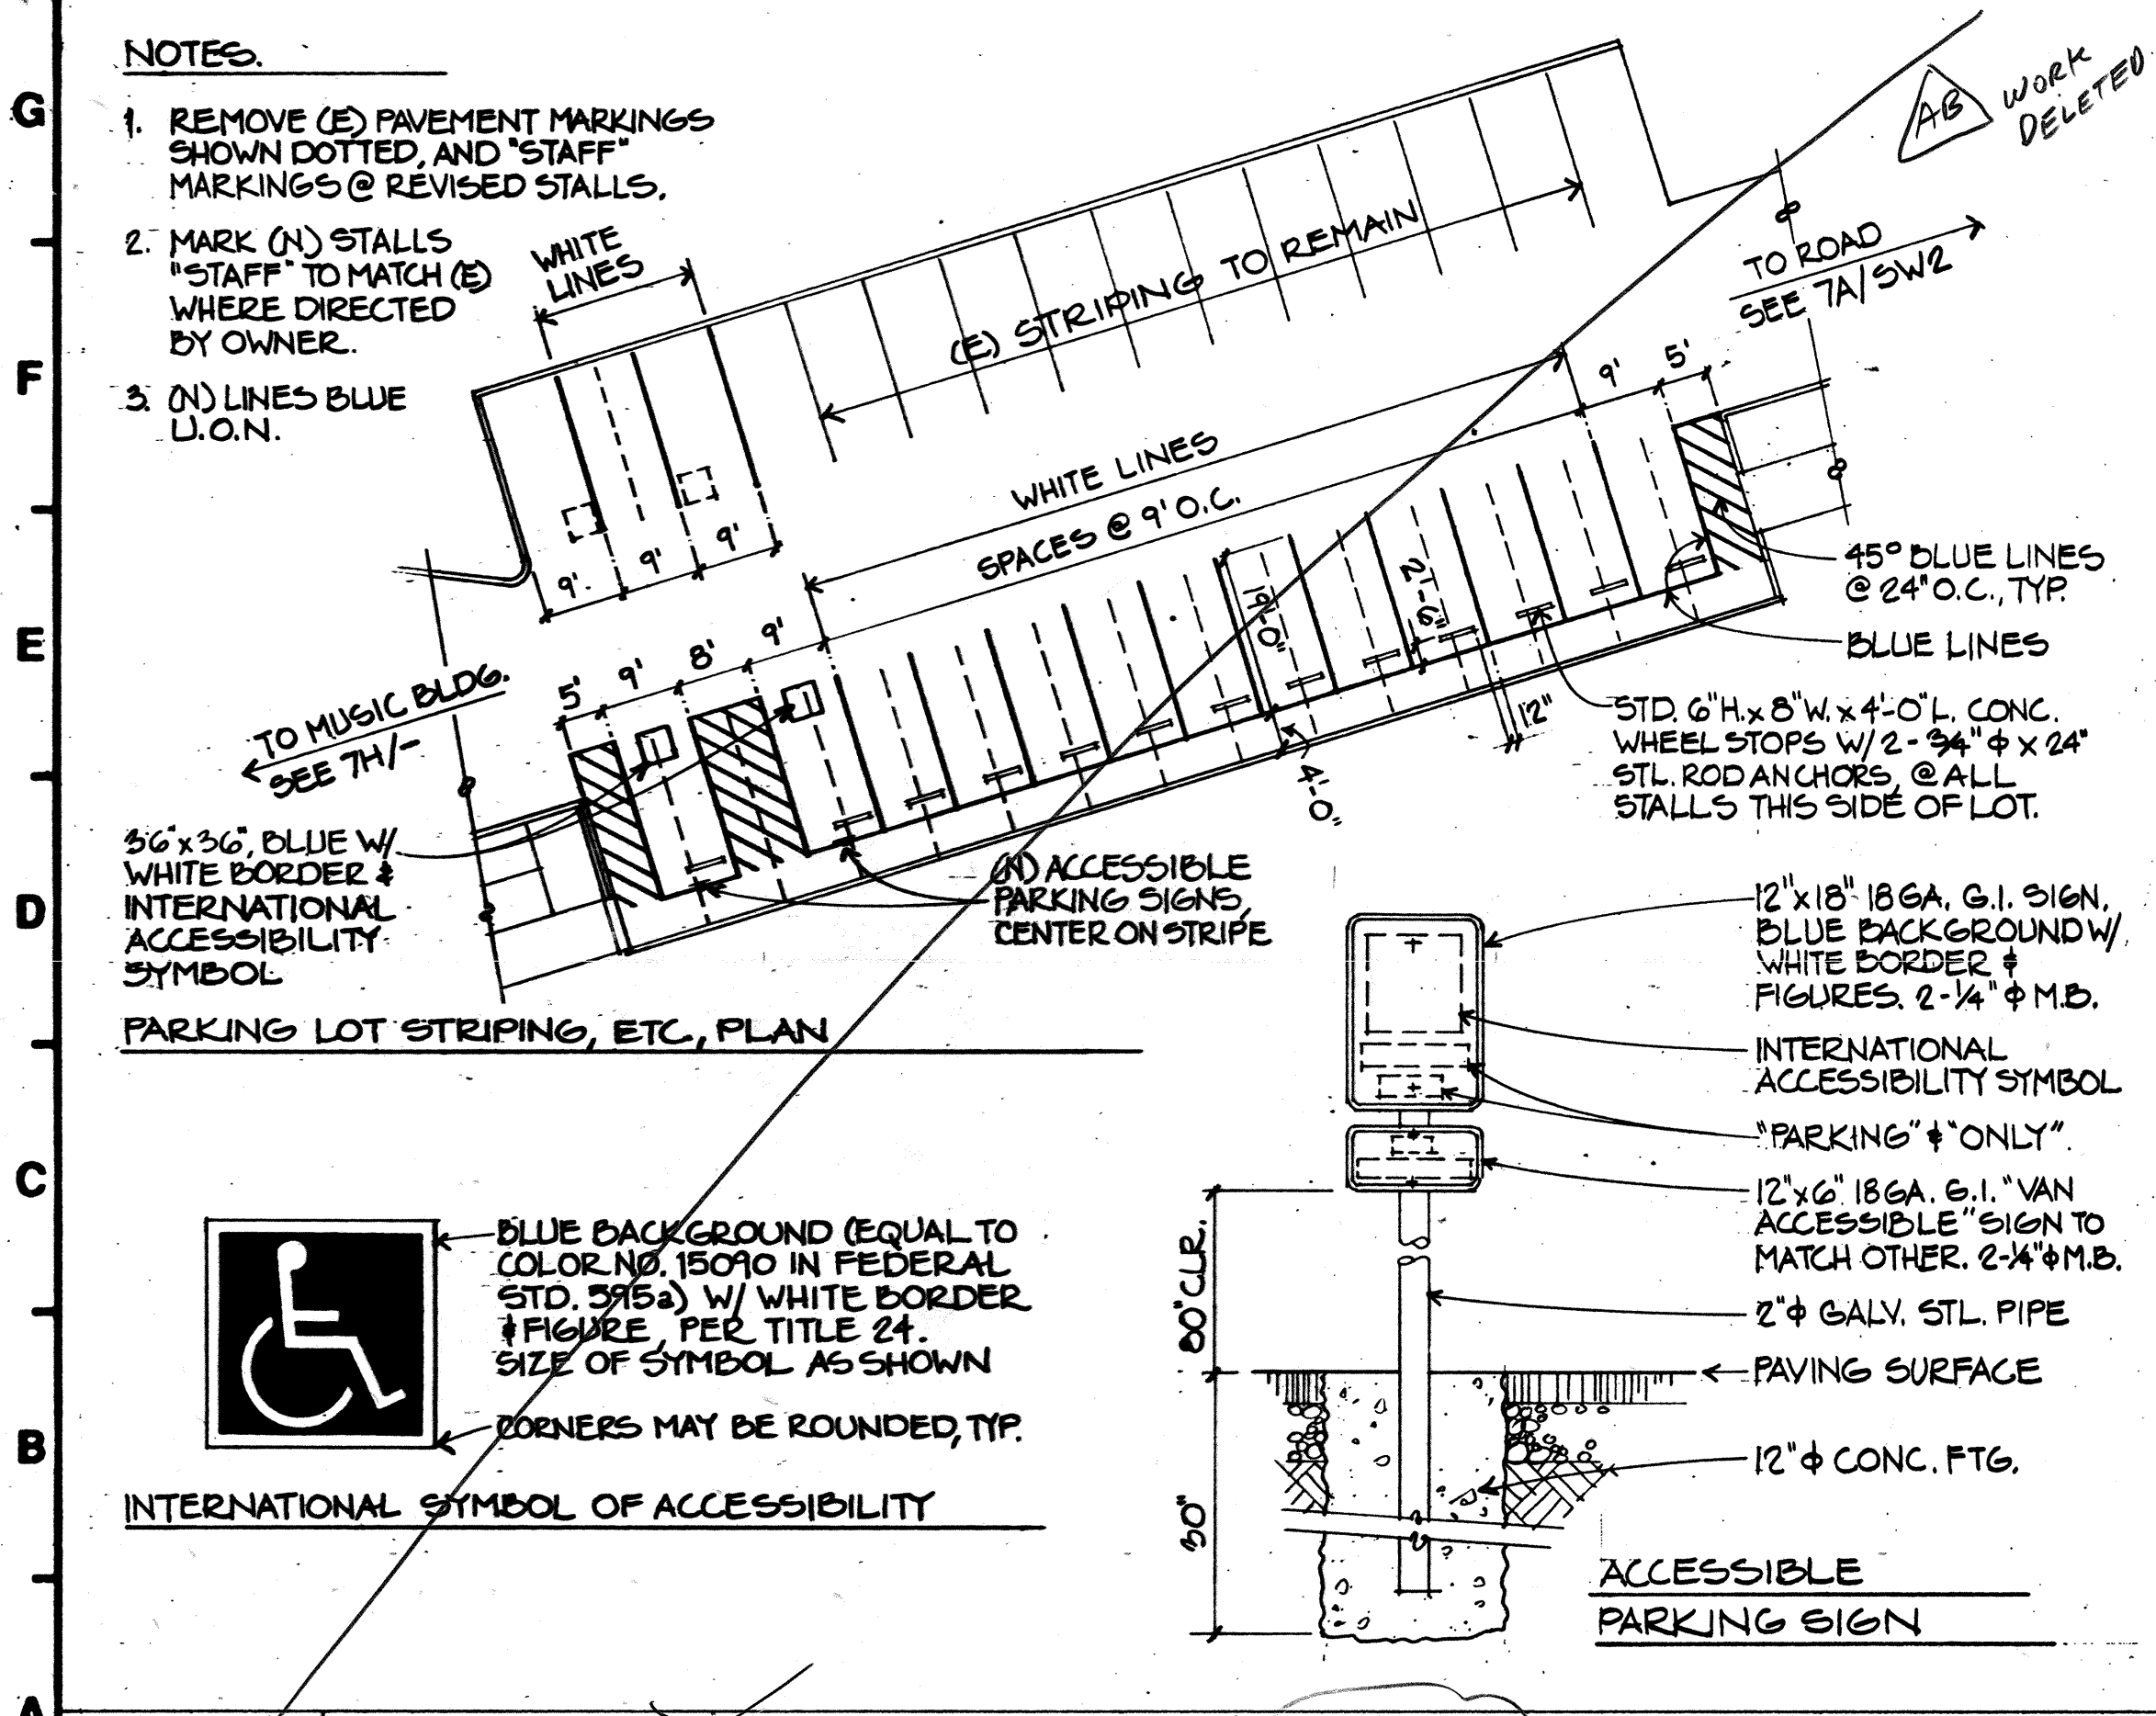 G
F
E
D
C
B
A
NOTES.
1. REMOVE (E) PAVEMENT MARKINGS
SHOWN DOTTED, AND "STAFF"
MARKINGS @ REVISED STALLS.
2. MARK (N) STALLS
"STAFF" TO MATCH (E)
WHERE DIRECTED
BY OWNER.
3. (N) LINES BLUE
U.O.N.
WHITE
LINES
(E) STRIPING TO REMAIN
AB
WORK
DELETED
TO ROAD
SEE 7A/SW2
9'
5'
WHITE LINES
SPACES @ 9' O.C.
9'
9'
9'
5'
9'
8'
9'
19'-0"
2'-6"
12"
4'-0"
45° BLUE LINES
@ 24" O.C., TYP.
BLUE LINES
STD. 6"H. x 8"W. x 4'-0"L. CONC.
WHEEL STOPS W/ 2-3/4"ϕ x 24"
STL. ROD ANCHORS, @ ALL
STALLS THIS SIDE OF LOT.
TO MUSIC BLDG.
SEE 7H/-
36"x36", BLUE W/
WHITE BORDER &
INTERNATIONAL
ACCESSIBILITY
SYMBOL
(N) ACCESSIBLE
PARKING SIGNS,
CENTER ON STRIPE
PARKING LOT STRIPING, ETC., PLAN
12"x18" 18 GA. G.I. SIGN,
BLUE BACKGROUND W/
WHITE BORDER &
FIGURES. 2-1/4"ϕ M.B.
INTERNATIONAL
ACCESSIBILITY SYMBOL
"PARKING" & "ONLY".
12"x6" 18 GA. G.I. "VAN
ACCESSIBLE" SIGN TO
MATCH OTHER. 2-1/4"ϕ M.B.
2"ϕ GALV. STL. PIPE
PAVING SURFACE
12"ϕ CONC. FTG.
80" CLR.
30"
ACCESSIBLE
PARKING SIGN
BLUE BACKGROUND (EQUAL TO
COLOR NO. 15090 IN FEDERAL
STD. 595a) W/ WHITE BORDER
& FIGURE, PER TITLE 24.
SIZE OF SYMBOL AS SHOWN
CORNERS MAY BE ROUNDED, TYP.
INTERNATIONAL SYMBOL OF ACCESSIBILITY